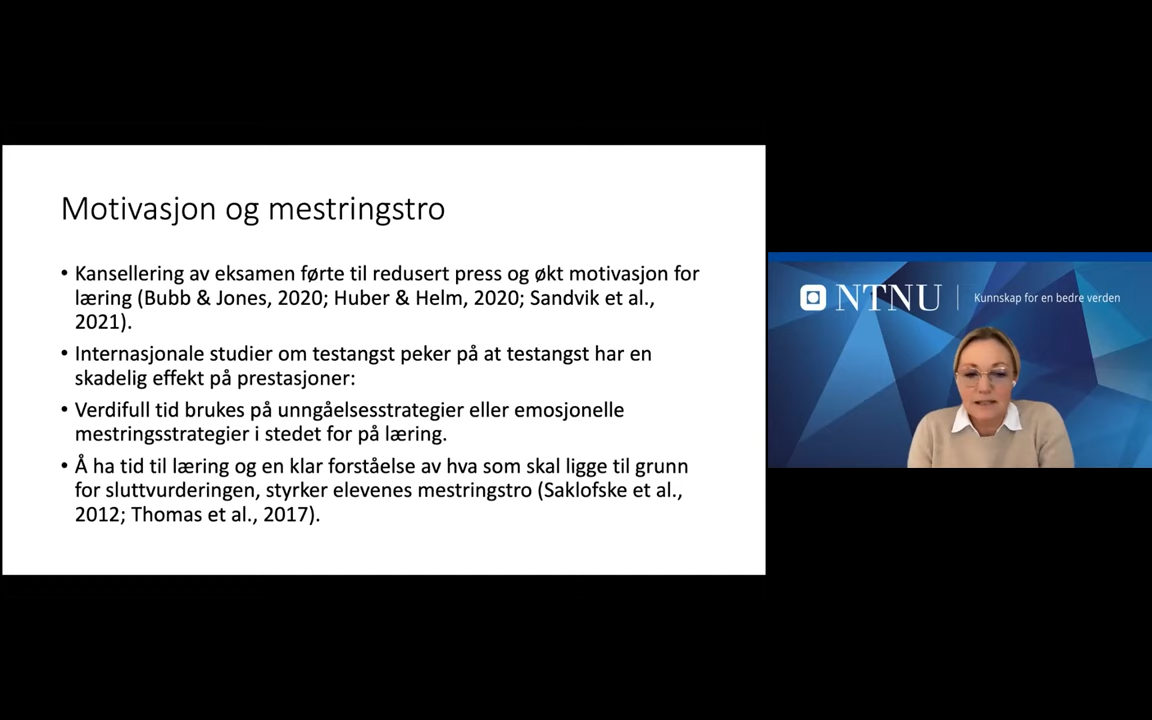 Motivasjon og mestringstro
• Kansellering av eksamen førte til redusert press og økt motivasjon for
læring (Bubb & Jones, 2020; Huber & Helm, 2020; Sandvik et al.,
2021).
• Internasjonale studier om testangst peker på at testangst har en
skadelig effekt på prestasjoner:
• Verdifull tid brukes på unngåelsesstrategier eller emosjonelle
mestringsstrategier i stedet for på læring.
• Å ha tid til læring og en klar forståelse av hva som skal ligge til grunn
for sluttvurderingen, styrker elevenes mestringstro (Saklofske et al.,
2012; Thomas et al., 2017).
NTNU | Kunnskap for en bedre verden